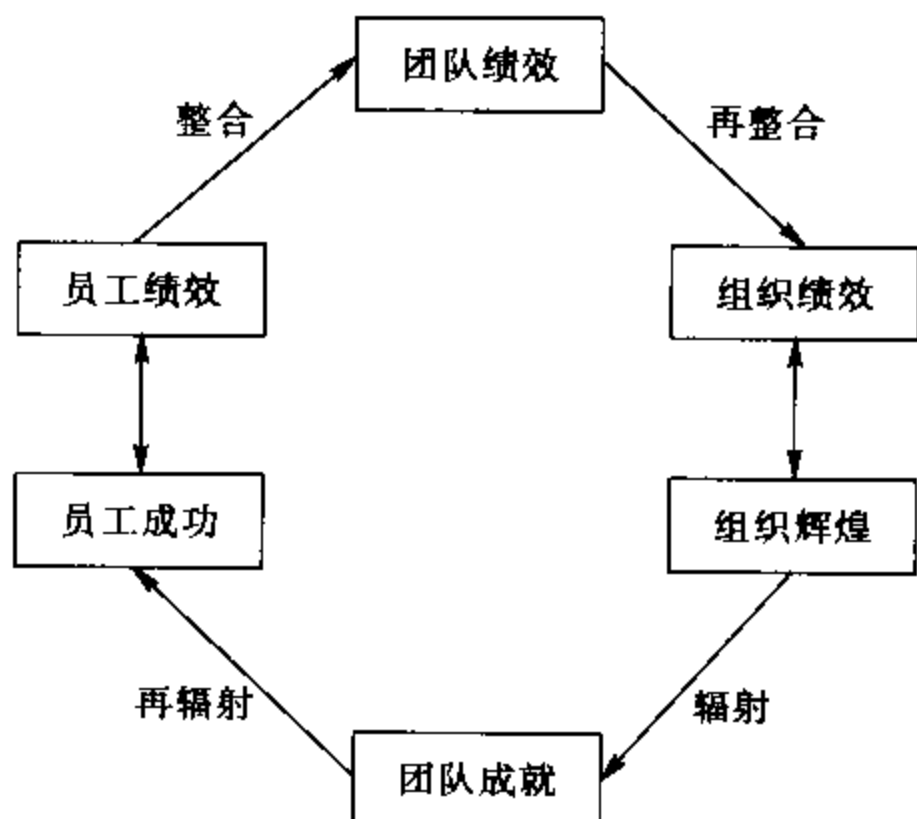 团队绩效
整合
再整合
员工绩效
组织绩效
员工成功
组织辉煌
再辐射
辐射
团队成就